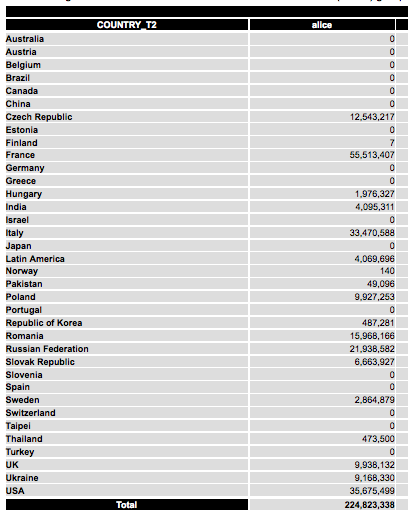 COUNTRY_T2 alice
Australia 0
Austria 0
Belgium 0
Brazil 0
Canada 0
China 0
Czech Republic 12,543,217
Estonia 0
Finland 7
France 55,513,407
Germany 0
Greece 0
Hungary 1,976,327
India 4,095,311
Israel 0
Italy 33,470,588
Japan 0
Latin America 4,069,696
Norway 140
Pakistan 49,096
Poland 9,927,253
Portugal 0
Republic of Korea 487,281
Romania 15,968,166
Russian Federation 21,938,582
Slovak Republic 6,663,927
Slovenia 0
Spain 0
Sweden 2,864,879
Switzerland 0
Taipei 0
Thailand 473,500
Turkey 0
UK 9,938,132
Ukraine 9,168,330
USA 35,675,499
Total 224,823,338